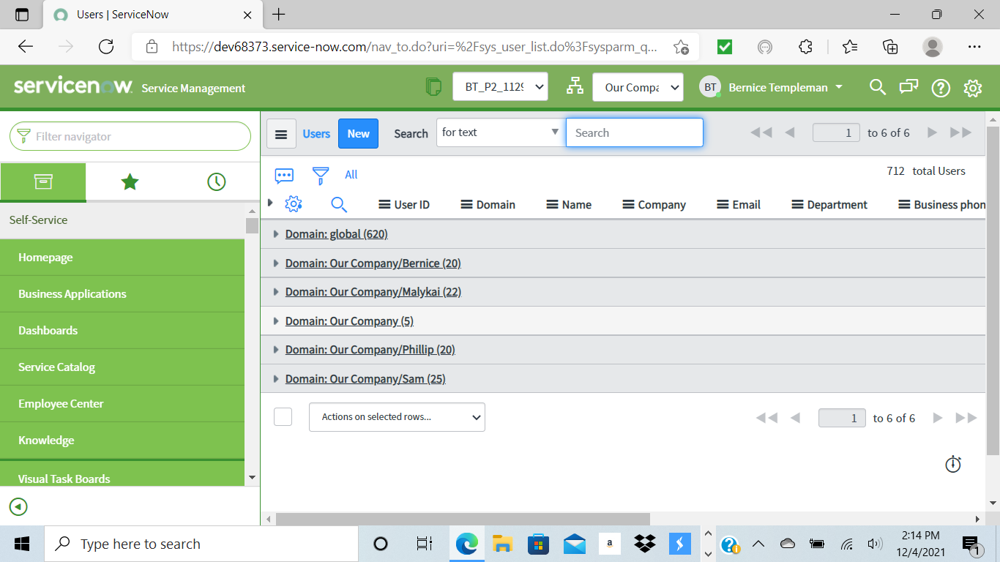 Users | ServiceNow
https://dev68373.service-now.com/nav_to.do?uri=%2Fsys_user_list.do%3Fsysparm_q...
servicenow Service Management
BT_P2_1129
Our Compa
BT Bernice Templeman
Filter navigator
Self-Service
Homepage
Business Applications
Dashboards
Service Catalog
Employee Center
Knowledge
Visual Task Boards
Users New Search for text Search 1 to 6 of 6
All 712 total Users
User ID Domain Name Company Email Department Business phon
Domain: global (620)
Domain: Our Company/Bernice (20)
Domain: Our Company/Malykai (22)
Domain: Our Company (5)
Domain: Our Company/Phillip (20)
Domain: Our Company/Sam (25)
Actions on selected rows... 1 to 6 of 6
Type here to search
a
2:14 PM
12/4/2021
1